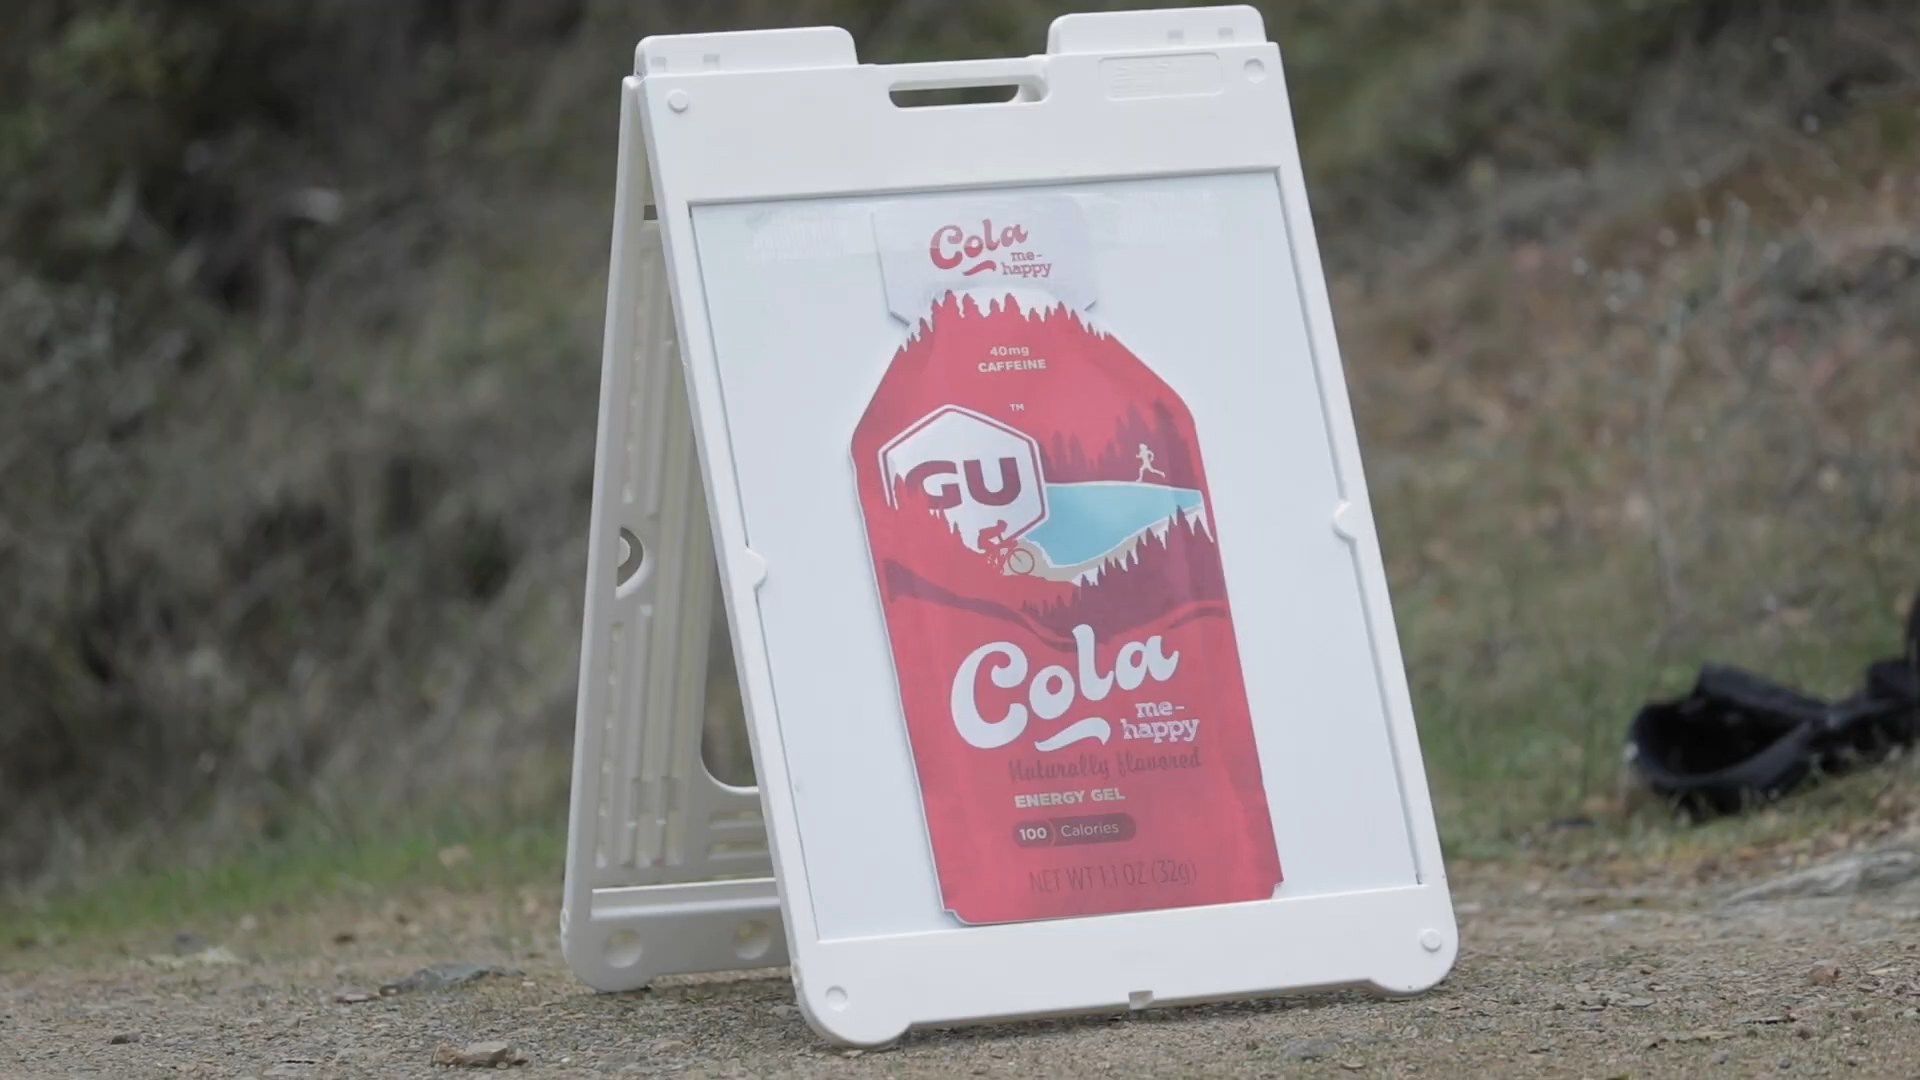 Cola
me-
happy
40mg
CAFFEINE
TM
GU
Cola
me-
happy
Naturally flavored
ENERGY GEL
100 Calories
NET WT 1.1 OZ (32g)